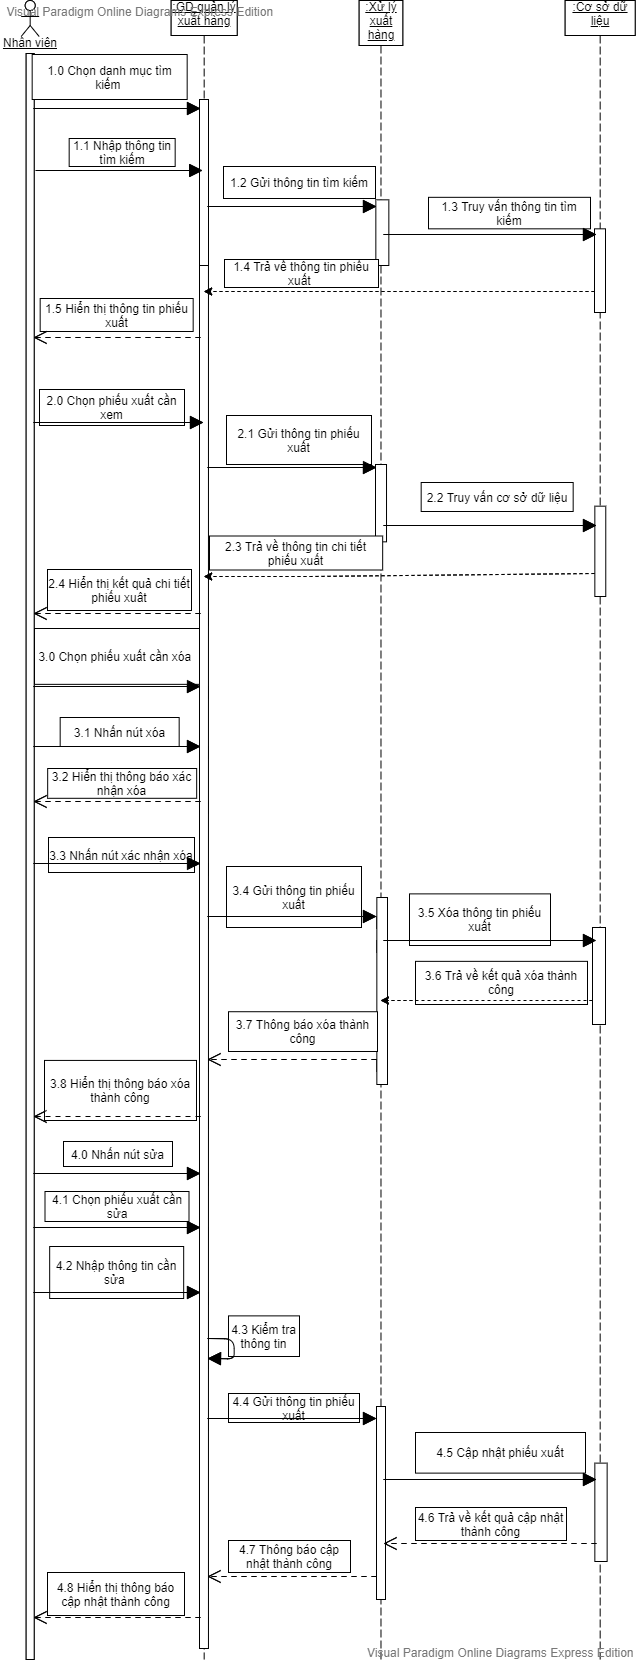 Visual Paradigm Online Diagrams Express Edition
:GD quản lý
xuất hàng
:Xử lý
xuất
hàng
:Cơ sở dữ
liệu
Nhân viên
1.0 Chọn danh mục tìm
kiếm
1.1 Nhập thông tin
tìm kiếm
1.2 Gửi thông tin tìm kiếm
1.3 Truy vấn thông tin tìm
kiếm
1.4 Trả về thông tin phiếu
xuất
1.5 Hiển thị thông tin phiếu
xuất
2.0 Chọn phiếu xuất cần
xem
2.1 Gửi thông tin phiếu
xuất
2.2 Truy vấn cơ sở dữ liệu
2.3 Trả về thông tin chi tiết
phiếu xuất
2.4 Hiển thị kết quả chi tiết
phiếu xuât
3.0 Chọn phiếu xuất cần xóa
3.1 Nhấn nút xóa
3.2 Hiển thị thông báo xác
nhận xóa
3.3 Nhấn nút xác nhận xóa
3.4 Gửi thông tin phiếu
xuất
3.5 Xóa thông tin phiếu
xuất
3.6 Trả về kết quả xóa thành
công
3.7 Thông báo xóa thành
công
3.8 Hiển thị thông báo xóa
thành công
4.0 Nhấn nút sửa
4.1 Chọn phiếu xuất cần
sửa
4.2 Nhập thông tin cần
sửa
4.3 Kiểm tra
thông tin
4.4 Gửi thông tin phiếu
xuất
4.5 Cập nhật phiếu xuất
4.6 Trả về kết quả cập nhật
thành công
4.7 Thông báo cập
nhật thành công
4.8 Hiển thị thông báo
cập nhật thành công
Visual Paradigm Online Diagrams Express Edition